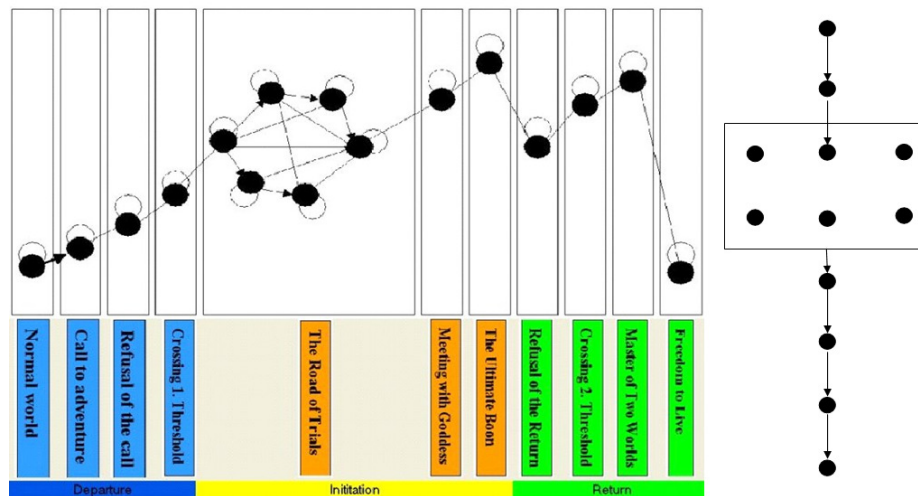 Normal world
Call to adventure
Refusal of the call
Crossing 1. Threshold
The Road of Trials
Meeting with Goddess
The Ultimate Boon
Refusal of the Return
Crossing 2. Threshold
Master of Two Worlds
Freedom to Live
Departure
Inititation
Return